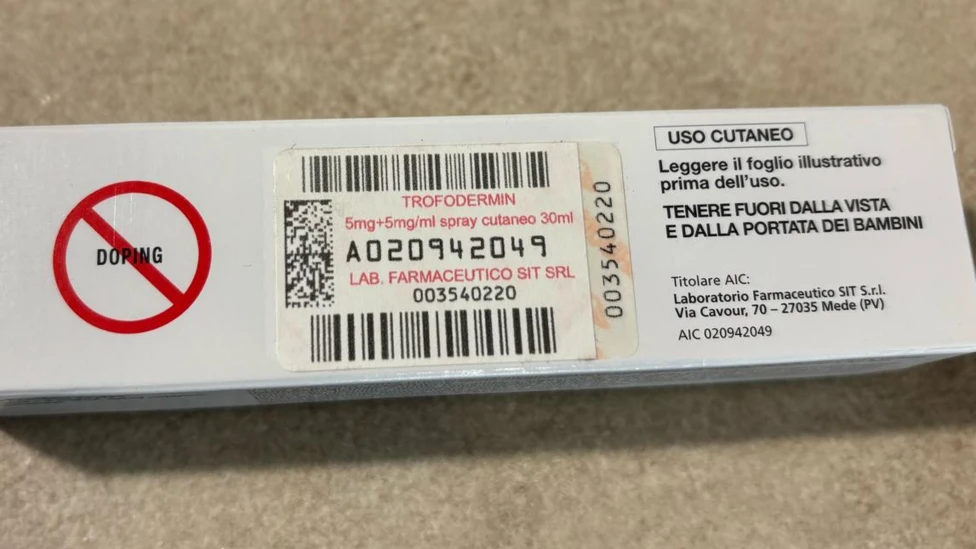 DOPING
TROFODERMIN
5mg+5mg/ml spray cutaneo 30ml
A020942049
LAB. FARMACEUTICO SIT SRL
003540220
003540220
USO CUTANEO
Leggere il foglio illustrativo
prima dell'uso.
TENERE FUORI DALLA VISTA
E DALLA PORTATA DEI BAMBINI
Titolare AIC:
Laboratorio Farmaceutico SIT S.r.l.
Via Cavour, 70 – 27035 Mede (PV)
AIC 020942049